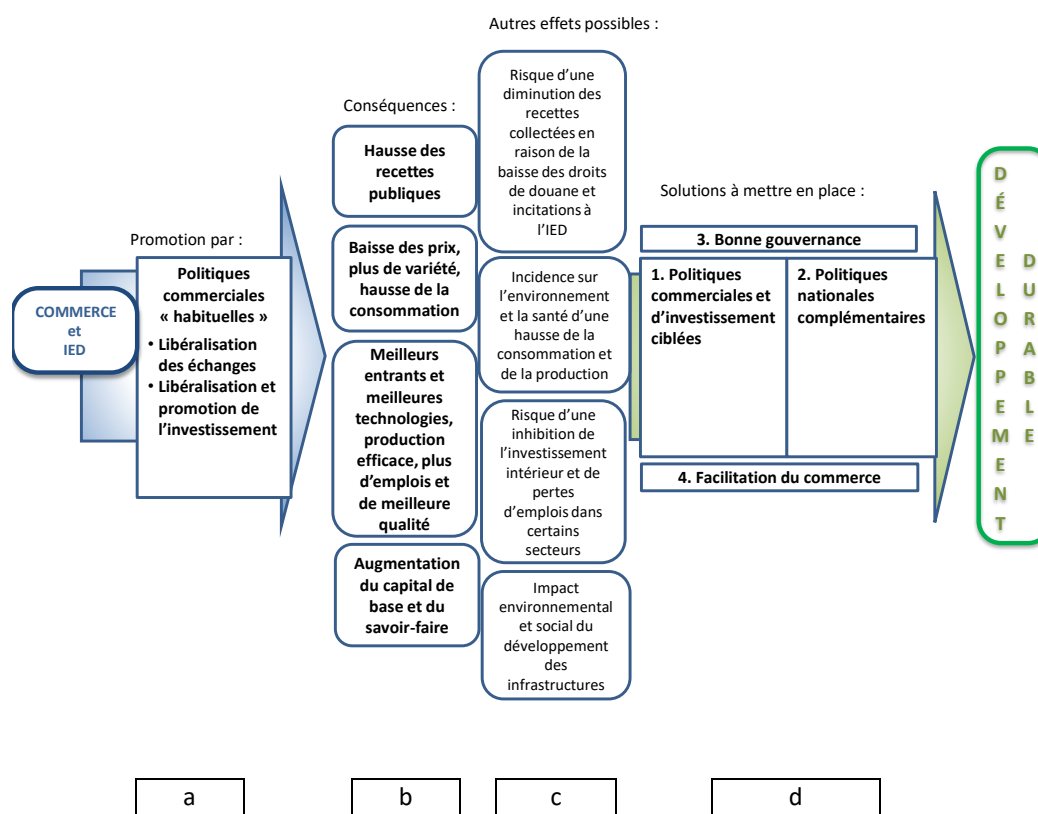 Autres effets possibles :
Risque d’une
diminution des
recettes
collectées en
raison de la
baisse des droits
de douane et
incitations à
l’IED
Conséquences :
Hausse des
recettes
publiques
Solutions à mettre en place :
Promotion par :
3. Bonne gouvernance
COMMERCE
et
IED
Politiques
commerciales
« habituelles »
• Libéralisation
des échanges
• Libéralisation et
promotion de
l’investissement
Baisse des prix,
plus de variété,
hausse de la
consommation
Incidence sur
l’environnement
et la santé d’une
hausse de la
consommation et
de la production
1. Politiques
commerciales et
d’investissement
ciblées
2. Politiques
nationales
complémentaires
Meilleurs
entrants et
meilleures
technologies,
production
efficace, plus
d’emplois et
de meilleure
qualité
Risque d’une
inhibition de
l’investissement
intérieur et de
pertes
d’emplois dans
certains
secteurs
4. Facilitation du commerce
Augmentation
du capital de
base et du
savoir-faire
Impact
environnemental
et social du
développement
des
infrastructures
DÉVELOPPEMENT
DURABLE
a
b
c
d